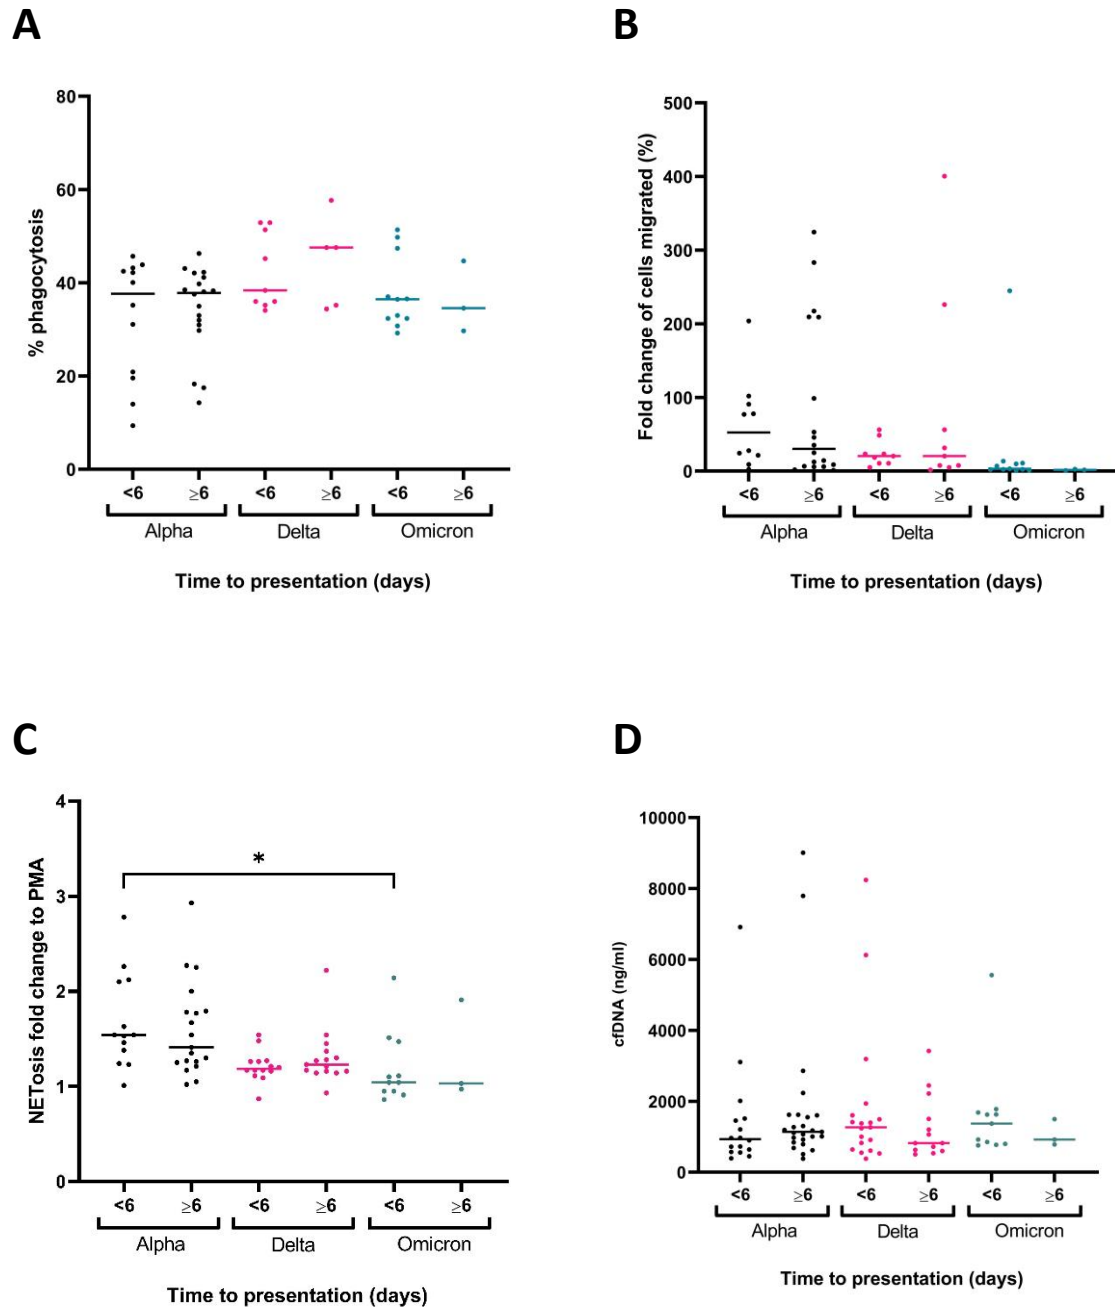 A
80
60
40
20
0
% phagocytosis
<6 ≥6 <6 ≥6 <6 ≥6
Alpha Delta Omicron
Time to presentation (days)
B
500
400
300
200
100
0
Fold change of cells migrated (%)
<6 ≥6 <6 ≥6 <6 ≥6
Alpha Delta Omicron
Time to presentation (days)
C
4
3
2
1
0
NETosis fold change to PMA
*
<6 ≥6 <6 ≥6 <6 ≥6
Alpha Delta Omicron
Time to presentation (days)
D
10000
8000
6000
4000
2000
0
cfDNA (ng/ml)
<6 ≥6 <6 ≥6 <6 ≥6
Alpha Delta Omicron
Time to presentation (days)